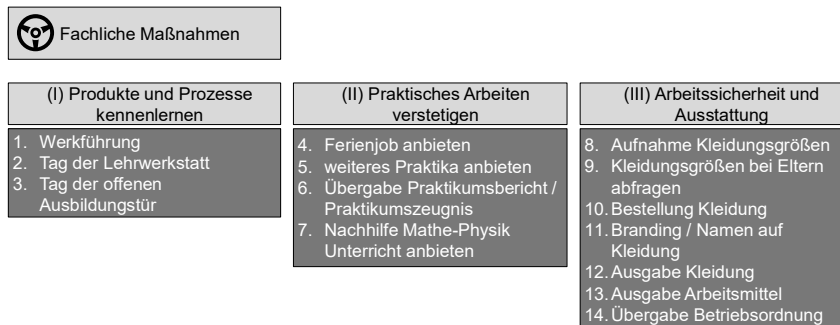 Fachliche Maßnahmen
(I) Produkte und Prozesse
kennenlernen
1. Werkführung
2. Tag der Lehrwerkstatt
3. Tag der offenen
Ausbildungstür
(II) Praktisches Arbeiten
verstetigen
4. Ferienjob anbieten
5. weiteres Praktika anbieten
6. Übergabe Praktikumsbericht /
Praktikumszeugnis
7. Nachhilfe Mathe-Physik
Unterricht anbieten
(III) Arbeitssicherheit und
Ausstattung
8. Aufnahme Kleidungsgrößen
9. Kleidungsgrößen bei Eltern
abfragen
10. Bestellung Kleidung
11. Branding / Namen auf
Kleidung
12. Ausgabe Kleidung
13. Ausgabe Arbeitsmittel
14. Übergabe Betriebsordnung